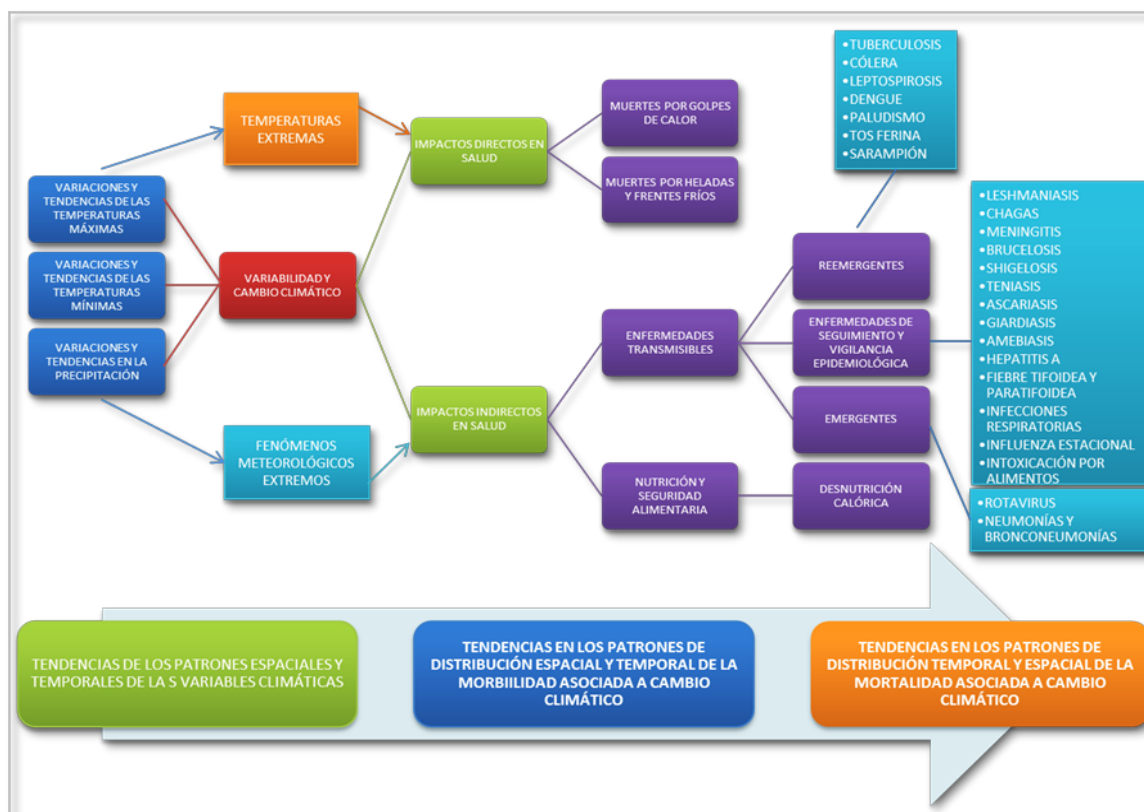 TEMPERATURAS
EXTREMAS
VARIACIONES Y
TENDENCIAS DE LAS
TEMPERATURAS
MÁXIMAS
VARIACIONES Y
TENDENCIAS DE LAS
TEMPERATURAS
MÍNIMAS
VARIACIONES Y
TENDENCIAS EN LA
PRECIPITACIÓN
VARIABILIDAD Y
CAMBIO CLIMÁTICO
FENÓMENOS
METEOROLÓGICOS
EXTREMOS
IMPACTOS DIRECTOS EN
SALUD
IMPACTOS INDIRECTOS
EN SALUD
MUERTES POR GOLPES
DE CALOR
MUERTES POR HELADAS
Y FRENTES FRÍOS
ENFERMEDADES
TRANSMISIBLES
NUTRICIÓN Y
SEGURIDAD
ALIMENTARIA
REEMERGENTES
ENFERMEDADES DE
SEGUIMIENTO Y
VIGILANCIA
EPIDEMIOLÓGICA
EMERGENTES
DESNUTRICIÓN
CALÓRICA
•TUBERCULOSIS
•CÓLERA
•LEPTOSPIROSIS
•DENGUE
•PALUDISMO
•TOS FERINA
•SARAMPIÓN
•LESHMANIASIS
•CHAGAS
•MENINGITIS
•BRUCELOSIS
•SHIGELOSIS
•TENIASIS
•ASCARIASIS
•GIARDIASIS
•AMEBIASIS
•HEPATITIS A
•FIEBRE TIFOIDEA Y
PARATIFOIDEA
•INFECCIONES
RESPIRATORIAS
•INFLUENZA ESTACIONAL
•INTOXICACIÓN POR
ALIMENTOS
•ROTAVIRUS
•NEUMONÍAS Y
BRONCONEUMONÍAS
TENDENCIAS DE LOS PATRONES ESPACIALES Y
TEMPORALES DE LA S VARIABLES CLIMÁTICAS
TENDENCIAS EN LOS PATRONES DE
DISTRIBUCIÓN ESPACIAL Y TEMPORAL DE LA
MORBIILIDAD ASOCIADA A CAMBIO
CLIMÁTICO
TENDENCIAS EN LOS PATRONES DE
DISTRIBUCIÓN TEMPORAL Y ESPACIAL DE LA
MORTALIDAD ASOCIADA A CAMBIO
CLIMÁTICO